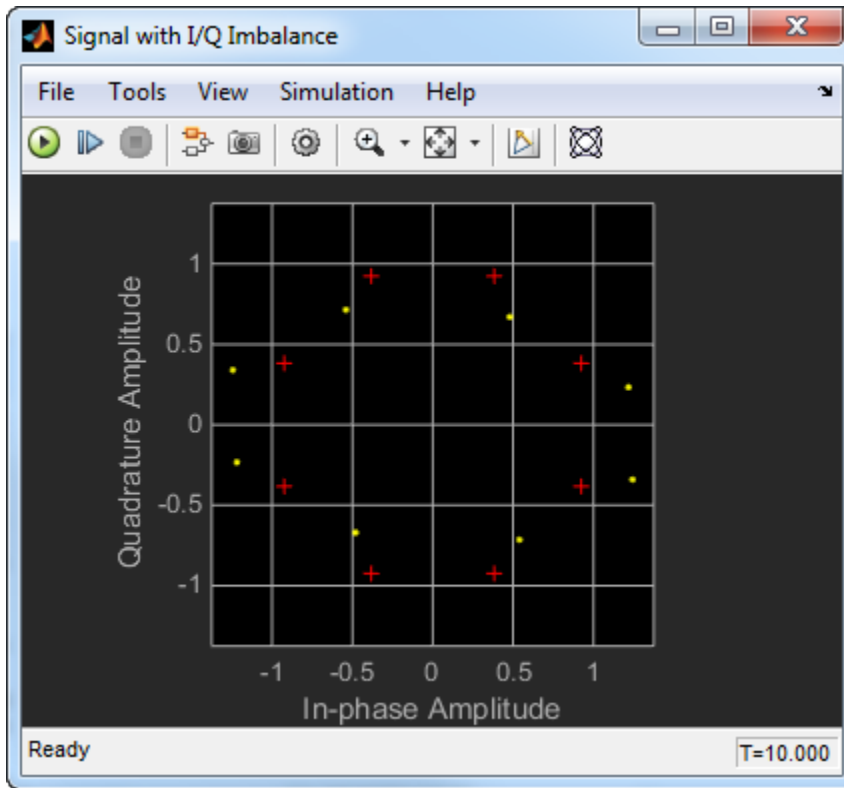 Signal with I/Q Imbalance
File Tools View Simulation Help
1
0.5
0
-0.5
-1
Quadrature Amplitude
-1 -0.5 0 0.5 1
In-phase Amplitude
Ready T=10.000